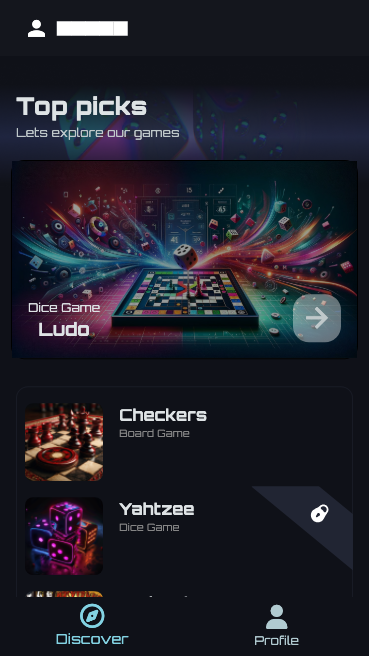 Top picks
Lets explore our games
Dice Game
Ludo
Checkers
Board Game
Yahtzee
Dice Game
Discover
Profile